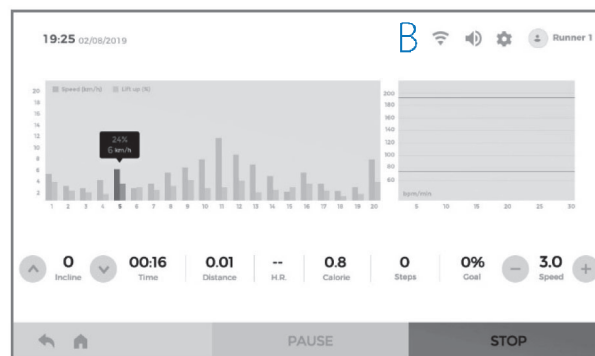 19:25 02/08/2019
B
Runner 1
Speed (km/h) Lift up (%)
20
18
16
14
12
10
8
6
4
2
24%
6 km/h
1 2 3 4 5 6 7 8 9 10 11 12 13 14 15 16 17 18 19 20
200
180
160
140
120
100
80
60
bpm/min
5 10 15 20 25 30
0 00:16 0.01 -- 0.8 0 0% 3.0
Incline Time Distance H.R. Calorie Steps Goal Speed
PAUSE STOP